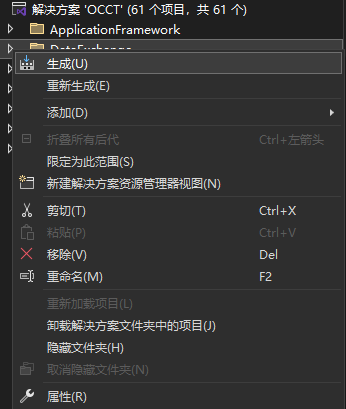 解决方案 'OCCT' (61 个项目，共 61 个)
ApplicationFramework
DataExchange
生成(U)
重新生成(E)
添加(D)
折叠所有后代 Ctrl+左箭头
限定为此范围(S)
新建解决方案资源管理器视图(N)
剪切(T) Ctrl+X
粘贴(P) Ctrl+V
移除(V) Del
重命名(M) F2
重新加载项目(L)
卸载解决方案文件夹中的项目(J)
隐藏文件夹(H)
取消隐藏文件夹(N)
属性(R)